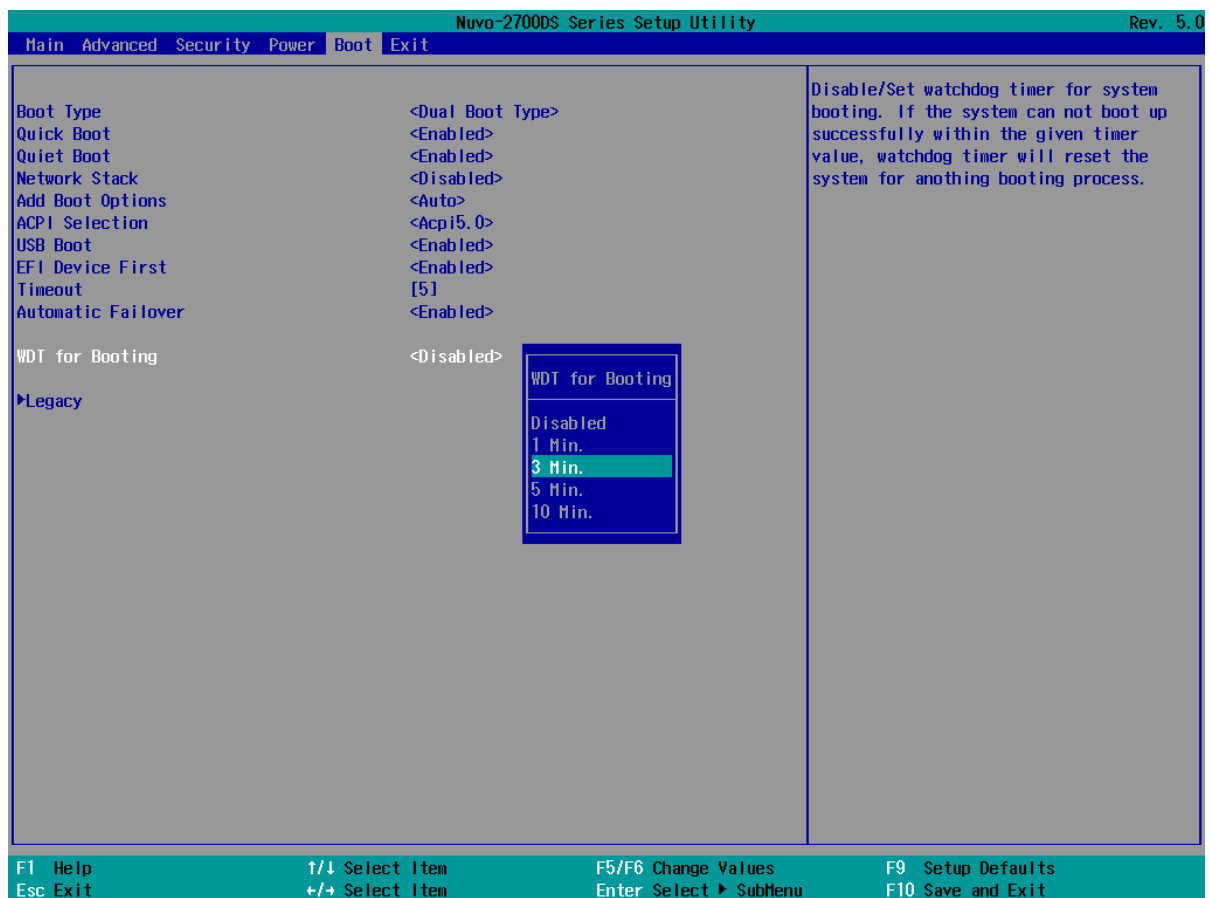 Nuvo-2700DS Series Setup Utility Rev. 5.0
Main Advanced Security Power Boot Exit
Boot Type <Dual Boot Type>
Quick Boot <Enabled>
Quiet Boot <Enabled>
Network Stack <Disabled>
Add Boot Options <Auto>
ACPI Selection <Acpi5.0>
USB Boot <Enabled>
EFI Device First <Enabled>
Timeout [5]
Automatic Failover <Enabled>
WDT for Booting <Disabled>
▶Legacy
WDT for Booting
Disabled
1 Min.
3 Min.
5 Min.
10 Min.
Disable/Set watchdog timer for system
booting. If the system can not boot up
successfully within the given timer
value, watchdog timer will reset the
system for anothing booting process.
F1 Help ↑/↓ Select Item F5/F6 Change Values F9 Setup Defaults
Esc Exit ←/→ Select Item Enter Select ▶ SubMenu F10 Save and Exit